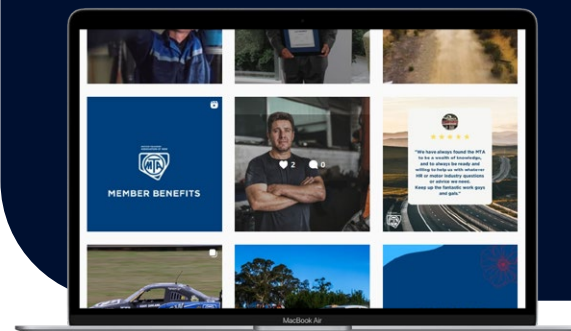 MTA
MEMBER BENEFITS
2
0
"We have always found the MTA
to be a wealth of knowledge,
and to always be ready and
willing to help us with whatever
HR or motor industry questions
or advice we need.
Keep up the fantastic work guys
and gals."
MTA
MacBook Air